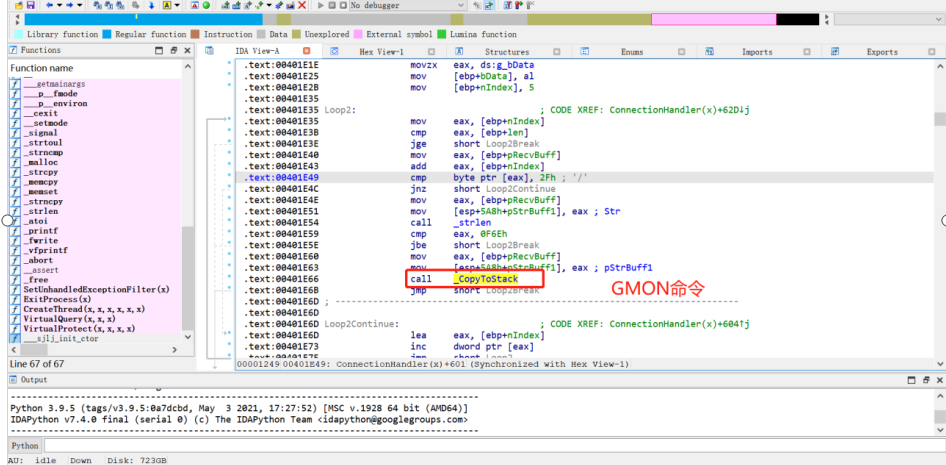 No debugger
Library function Regular function Instruction Data Unexplored External symbol Lumina function
Functions
IDA View-A Hex View-1 Structures Enums Imports Exports
Function name
___getmainargs
___p__fmode
___p__environ
__cexit
__setmode
_signal
_strtoul
_strncmp
_malloc
_strcpy
_memcpy
_memset
_strncpy
_strlen
_atoi
_printf
_fwrite
_vfprintf
_abort
__assert
_free
SetUnhandledExceptionFilter(x)
ExitProcess(x)
CreateThread(x,x,x,x,x,x)
VirtualQuery(x,x,x)
VirtualProtect(x,x,x,x)
___sjlj_init_ctor
Line 67 of 67
.text:00401E1E movzx eax, ds:g_bData
.text:00401E25 mov [ebp+bData], al
.text:00401E2B mov [ebp+nIndex], 5
.text:00401E35
.text:00401E35 Loop2: ; CODE XREF: ConnectionHandler(x)+62D↓j
.text:00401E35 mov eax, [ebp+nIndex]
.text:00401E3B cmp eax, [ebp+len]
.text:00401E3E jge short Loop2Break
.text:00401E40 mov eax, [ebp+pRecvBuff]
.text:00401E43 add eax, [ebp+nIndex]
.text:00401E49 cmp byte ptr [eax], 2Fh ; '/'
.text:00401E4C jnz short Loop2Continue
.text:00401E4E mov eax, [ebp+pRecvBuff]
.text:00401E51 mov [esp+5A8h+pStrBuff1], eax ; Str
.text:00401E54 call _strlen
.text:00401E59 cmp eax, 0F6Eh
.text:00401E5E jbe short Loop2Break
.text:00401E60 mov eax, [ebp+pRecvBuff]
.text:00401E63 mov [esp+5A8h+pStrBuff1], eax ; pStrBuff1
.text:00401E66 call _CopyToStack
GMON命令
.text:00401E6B jmp short Loop2Break
.text:00401E6D ; ---------------------------------------------------------------------------
.text:00401E6D
.text:00401E6D Loop2Continue: ; CODE XREF: ConnectionHandler(x)+604↑j
.text:00401E6D lea eax, [ebp+nIndex]
.text:00401E73 inc dword ptr [eax]
.text:00401E75 jmp short Loop2
00001249 00401E49: ConnectionHandler(x)+601 (Synchronized with Hex View-1)
Output
Python 3.9.5 (tags/v3.9.5:0a7dcbd, May 3 2021, 17:27:52) [MSC v.1928 64 bit (AMD64)]
IDAPython v7.4.0 final (serial 0) (c) The IDAPython Team <idapython@googlegroups.com>
Python
AU: idle Down Disk: 723GB